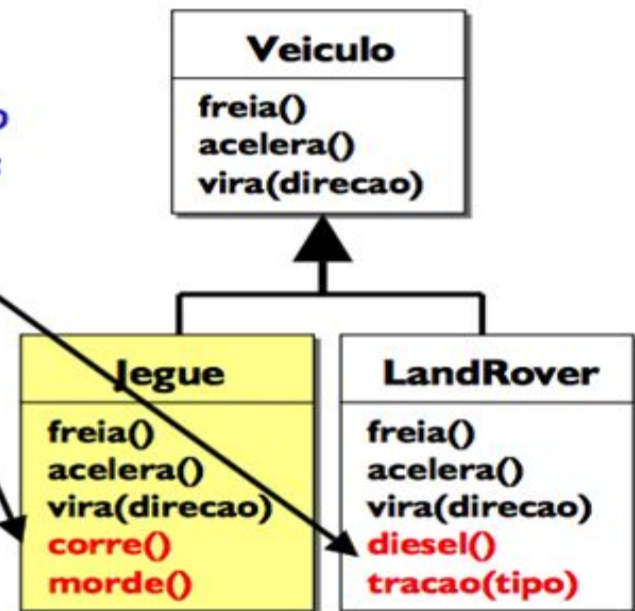 Veiculo
freia()
acelera()
vira(direcao)
Jegue
freia()
acelera()
vira(direcao)
corre()
morde()
LandRover
freia()
acelera()
vira(direcao)
diesel()
tracao(tipo)